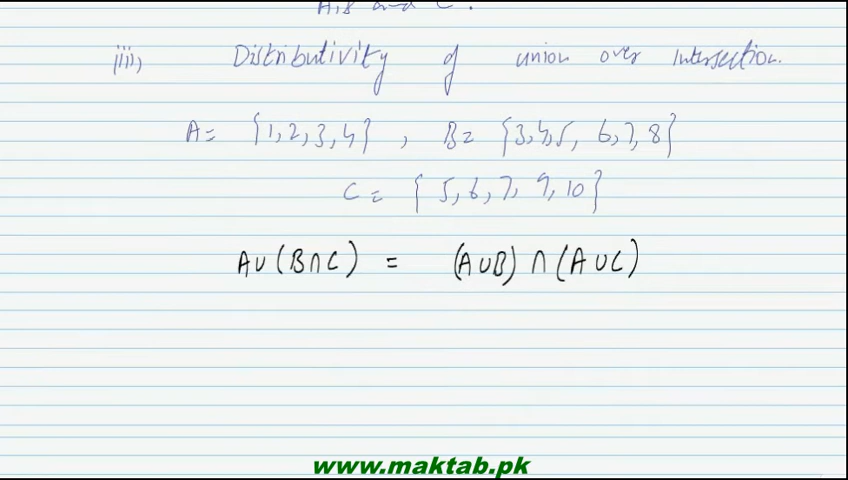 A, B and C.
iii) Distributivity of union over Intersection.
A= {1,2,3,4} , B= {3,4,5, 6,7,8}
C= { 5,6,7, 9,10}
A∪(B∩C) = (A∪B)∩(A∪C)
www.maktab.pk